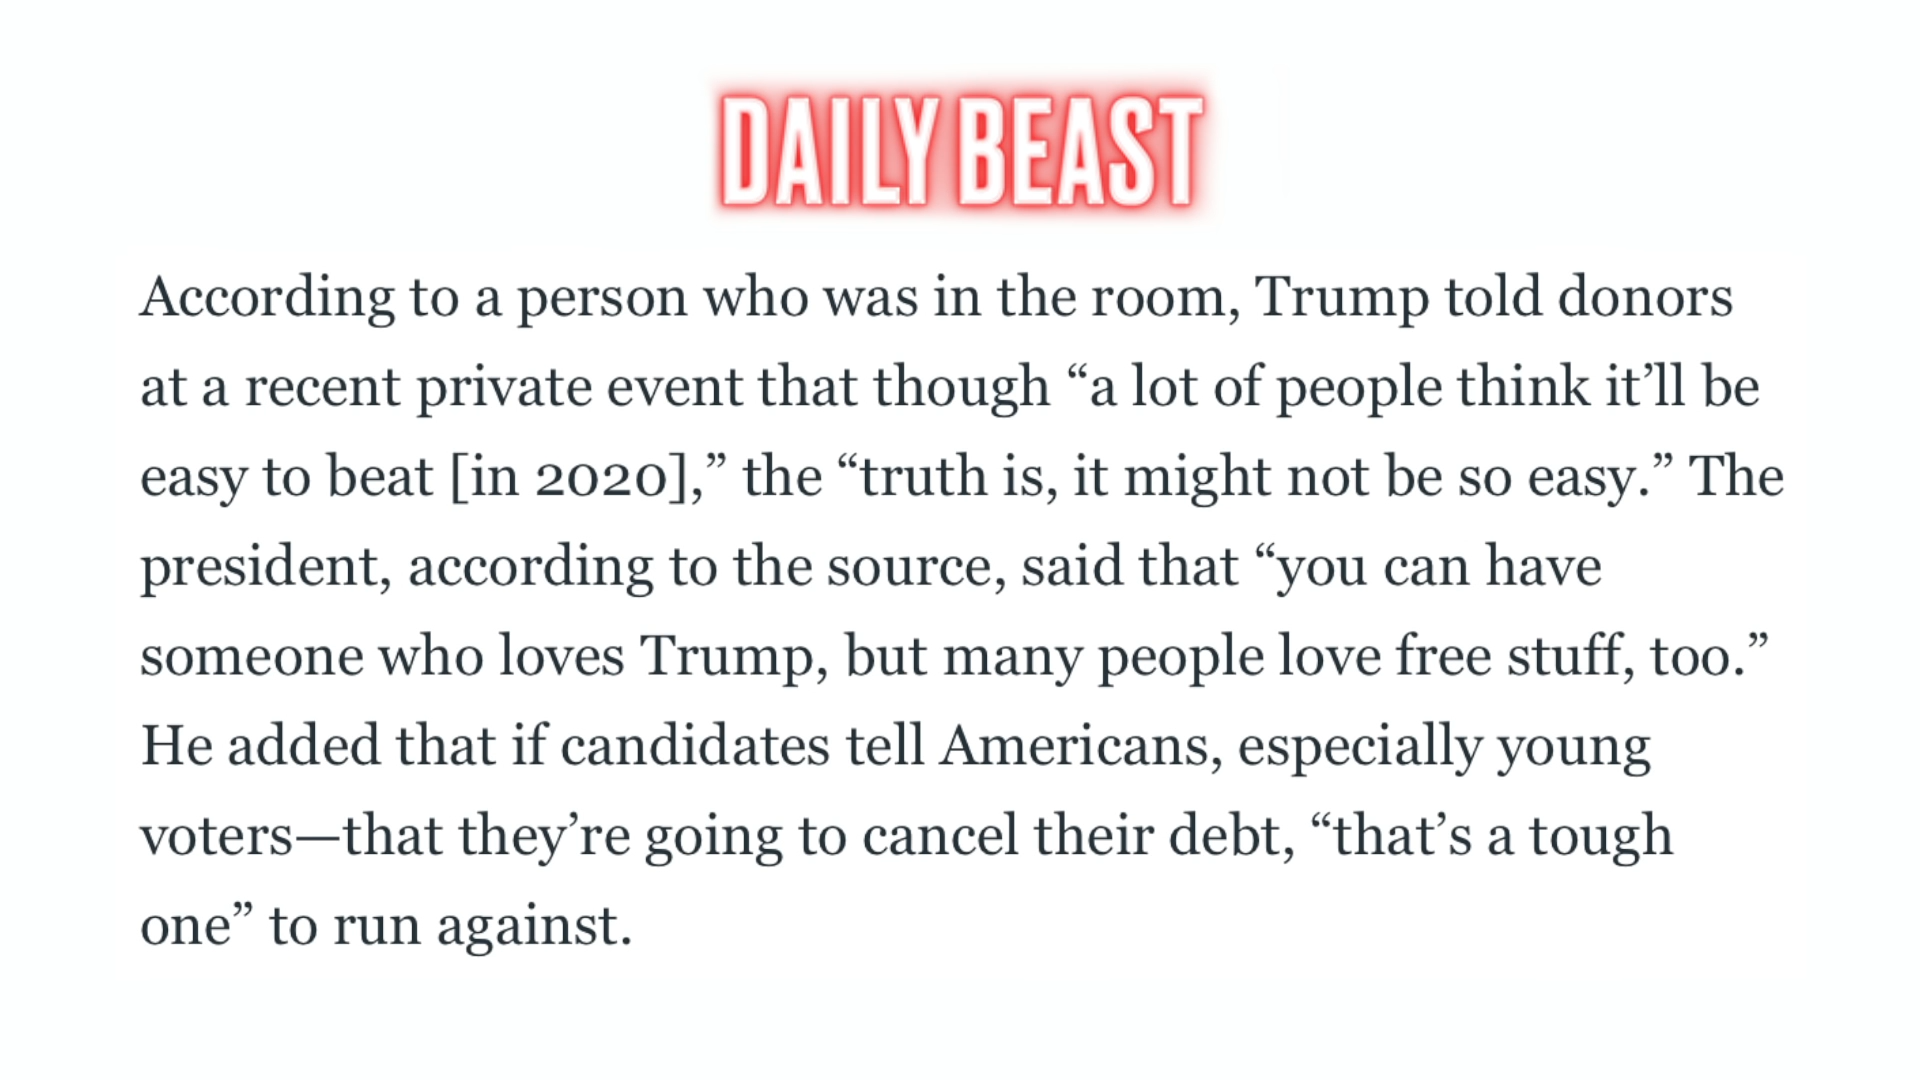 DAILY BEAST
According to a person who was in the room, Trump told donors
at a recent private event that though “a lot of people think it’ll be
easy to beat [in 2020],” the “truth is, it might not be so easy.” The
president, according to the source, said that “you can have
someone who loves Trump, but many people love free stuff, too.”
He added that if candidates tell Americans, especially young
voters—that they’re going to cancel their debt, “that’s a tough
one” to run against.